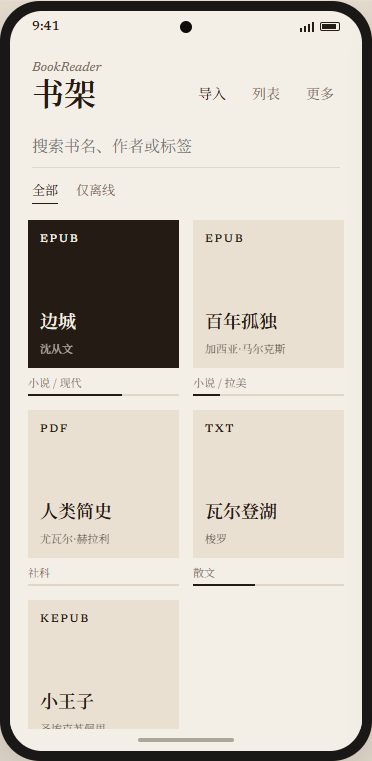 9:41
BookReader
书架
导入 列表 更多
搜索书名、作者或标签
全部 仅离线
EPUB
边城
沈从文
小说 / 现代
EPUB
百年孤独
加西亚·马尔克斯
小说 / 拉美
PDF
人类简史
尤瓦尔·赫拉利
社科
TXT
瓦尔登湖
梭罗
散文
KEPUB
小王子